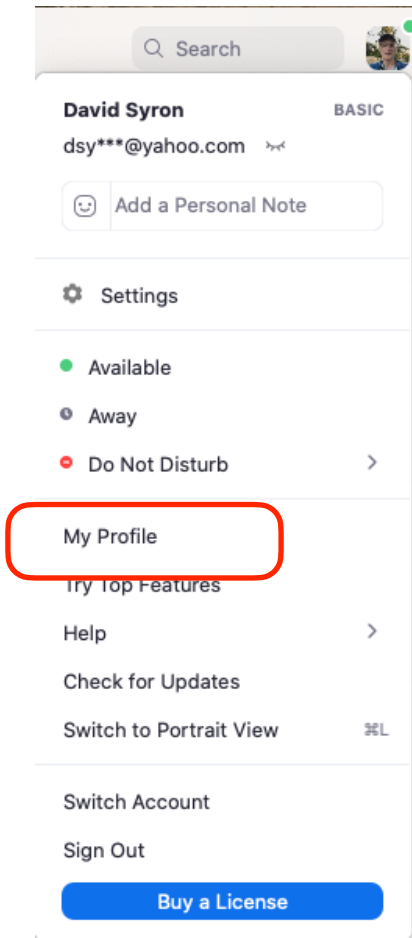 Search
David Syron BASIC
dsy***@yahoo.com
Add a Personal Note
Settings
Available
Away
Do Not Disturb
My Profile
Try Top Features
Help
Check for Updates
Switch to Portrait View ⌘L
Switch Account
Sign Out
Buy a License